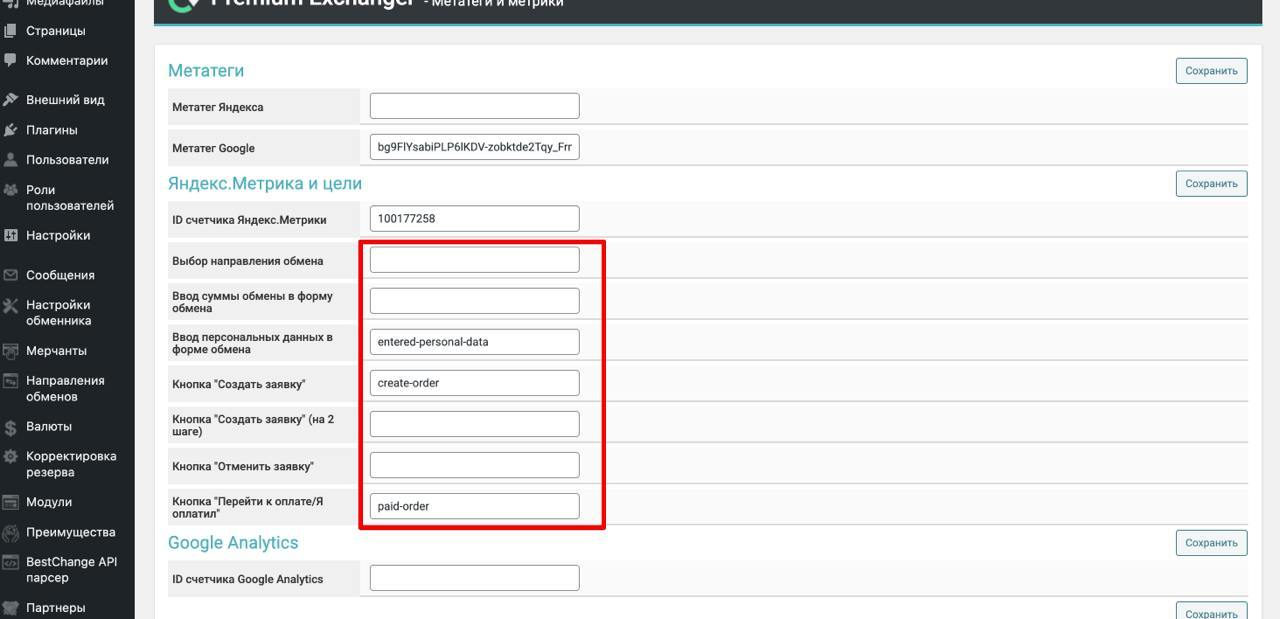 Медиафайлы
Страницы
Комментарии
Внешний вид
Плагины
Пользователи
Роли
пользователей
Настройки
Сообщения
Настройки
обменника
Мерчанты
Направления
обменов
Валюты
Корректировка
резерва
Модули
Преимущества
BestChange API
парсер
Партнеры
Premium Exchanger - Метатеги и метрики
Метатеги
Сохранить
Метатег Яндекса
Метатег Google
bg9FlYsabiPLP6lKDV-zobktde2Tqy_Frr
Яндекс.Метрика и цели
Сохранить
ID счетчика Яндекс.Метрики
100177258
Выбор направления обмена
Ввод суммы обмены в форму
обмена
Ввод персональных данных в
форме обмена
entered-personal-data
Кнопка "Создать заявку"
create-order
Кнопка "Создать заявку" (на 2
шаге)
Кнопка "Отменить заявку"
Кнопка "Перейти к оплате/Я
оплатил"
paid-order
Google Analytics
Сохранить
ID счетчика Google Analytics
Сохранить